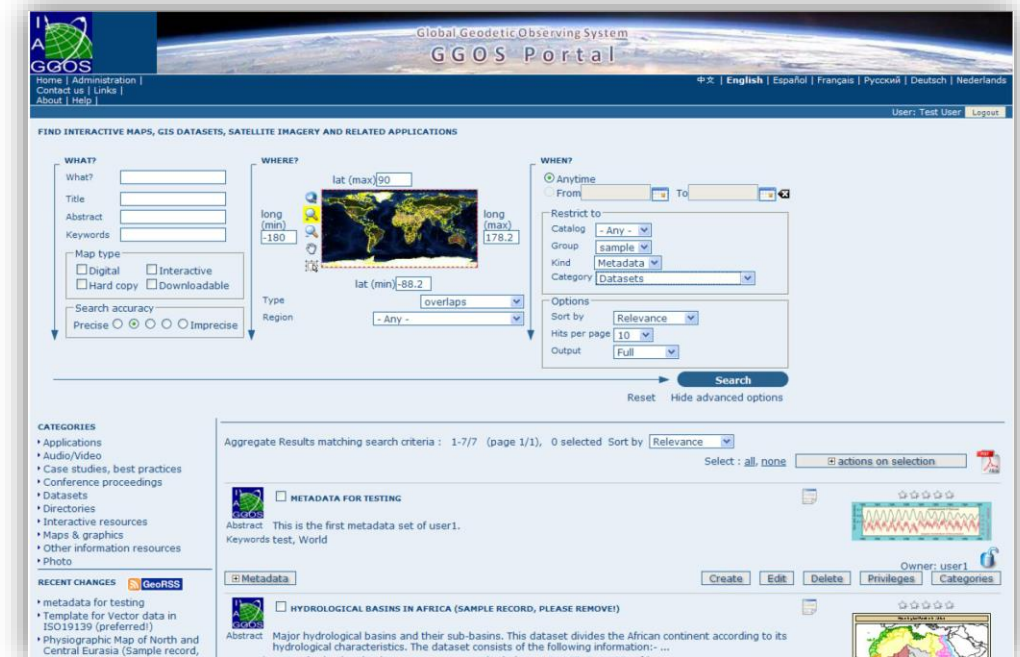 I
A
GGOS
Global Geodetic Observing System
GGOS Portal
Home | Administration |
Contact us | Links |
About | Help |
中文 | English | Español | Français | Русский | Deutsch | Nederlands
User: Test User Logout
FIND INTERACTIVE MAPS, GIS DATASETS, SATELLITE IMAGERY AND RELATED APPLICATIONS
WHAT?
What?
Title
Abstract
Keywords
Map type
Digital Interactive
Hard copy Downloadable
Search accuracy
Precise Imprecise
WHERE?
lat (max) 90
long (min) -180
long (max) 178.2
lat (min) -88.2
Type overlaps
Region - Any -
WHEN?
Anytime
From To
Restrict to
Catalog - Any -
Group sample
Kind Metadata
Category Datasets
Options
Sort by Relevance
Hits per page 10
Output Full
Search
Reset Hide advanced options
CATEGORIES
Applications
Audio/Video
Case studies, best practices
Conference proceedings
Datasets
Directories
Interactive resources
Maps & graphics
Other information resources
Photo
RECENT CHANGES GeoRSS
metadata for testing
Template for Vector data in
ISO19139 (preferred!)
Physiographic Map of North and
Central Eurasia (Sample record,
Aggregate Results matching search criteria : 1-7/7 (page 1/1), 0 selected Sort by Relevance
Select : all, none actions on selection
METADATA FOR TESTING
Abstract This is the first metadata set of user1.
Keywords test, World
Owner: user1
Metadata Create Edit Delete Privileges Categories
HYDROLOGICAL BASINS IN AFRICA (SAMPLE RECORD, PLEASE REMOVE!)
Abstract Major hydrological basins and their sub-basins. This dataset divides the African continent according to its
hydrological characteristics. The dataset consists of the following information:- ...